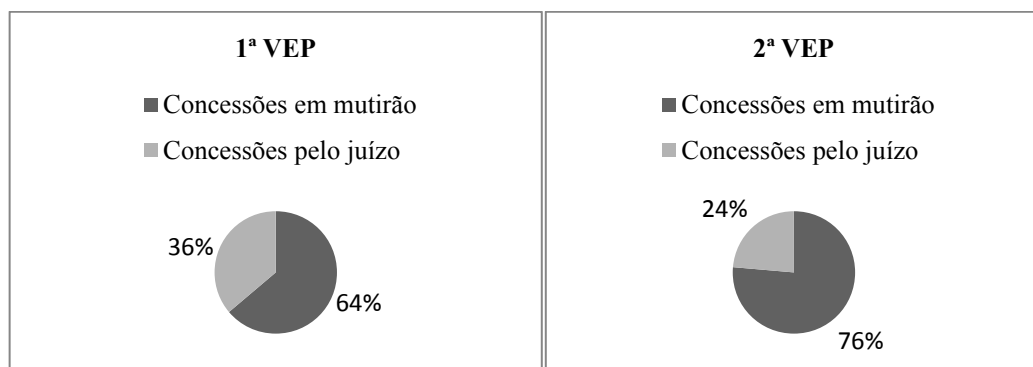 1ª VEP
Concessões em mutirão
Concessões pelo juízo
36%
64%
2ª VEP
Concessões em mutirão
Concessões pelo juízo
24%
76%